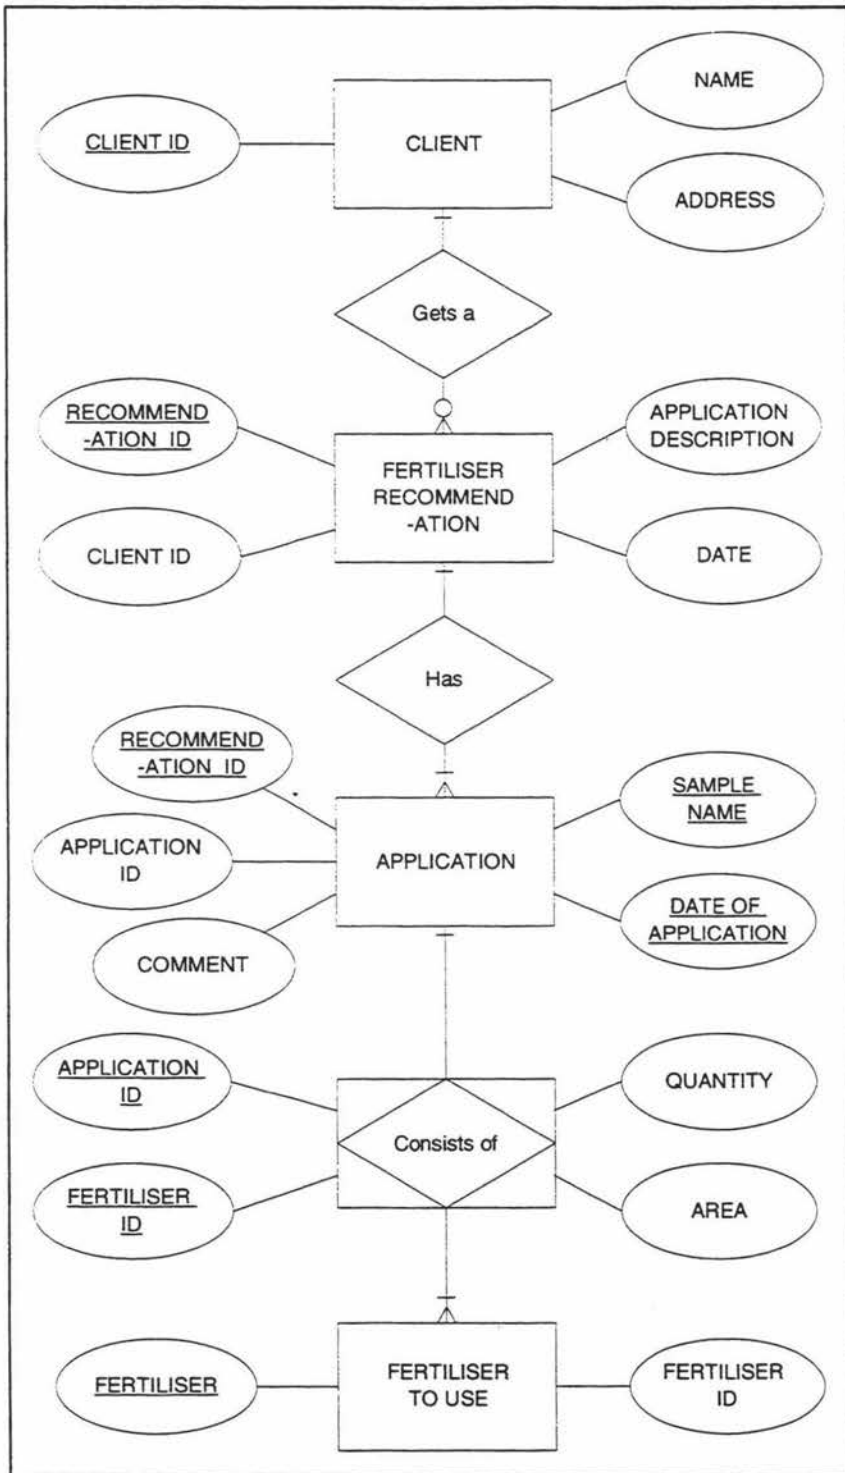 CLIENT ID
CLIENT
NAME
ADDRESS
Gets a
RECOMMEND
-ATION ID
CLIENT ID
FERTILISER
RECOMMEND
-ATION
APPLICATION
DESCRIPTION
DATE
Has
RECOMMEND
-ATION ID
APPLICATION
ID
COMMENT
APPLICATION
SAMPLE
NAME
DATE OF
APPLICATION
APPLICATION
ID
FERTILISER
ID
Consists of
QUANTITY
AREA
FERTILISER
FERTILISER
TO USE
FERTILISER
ID